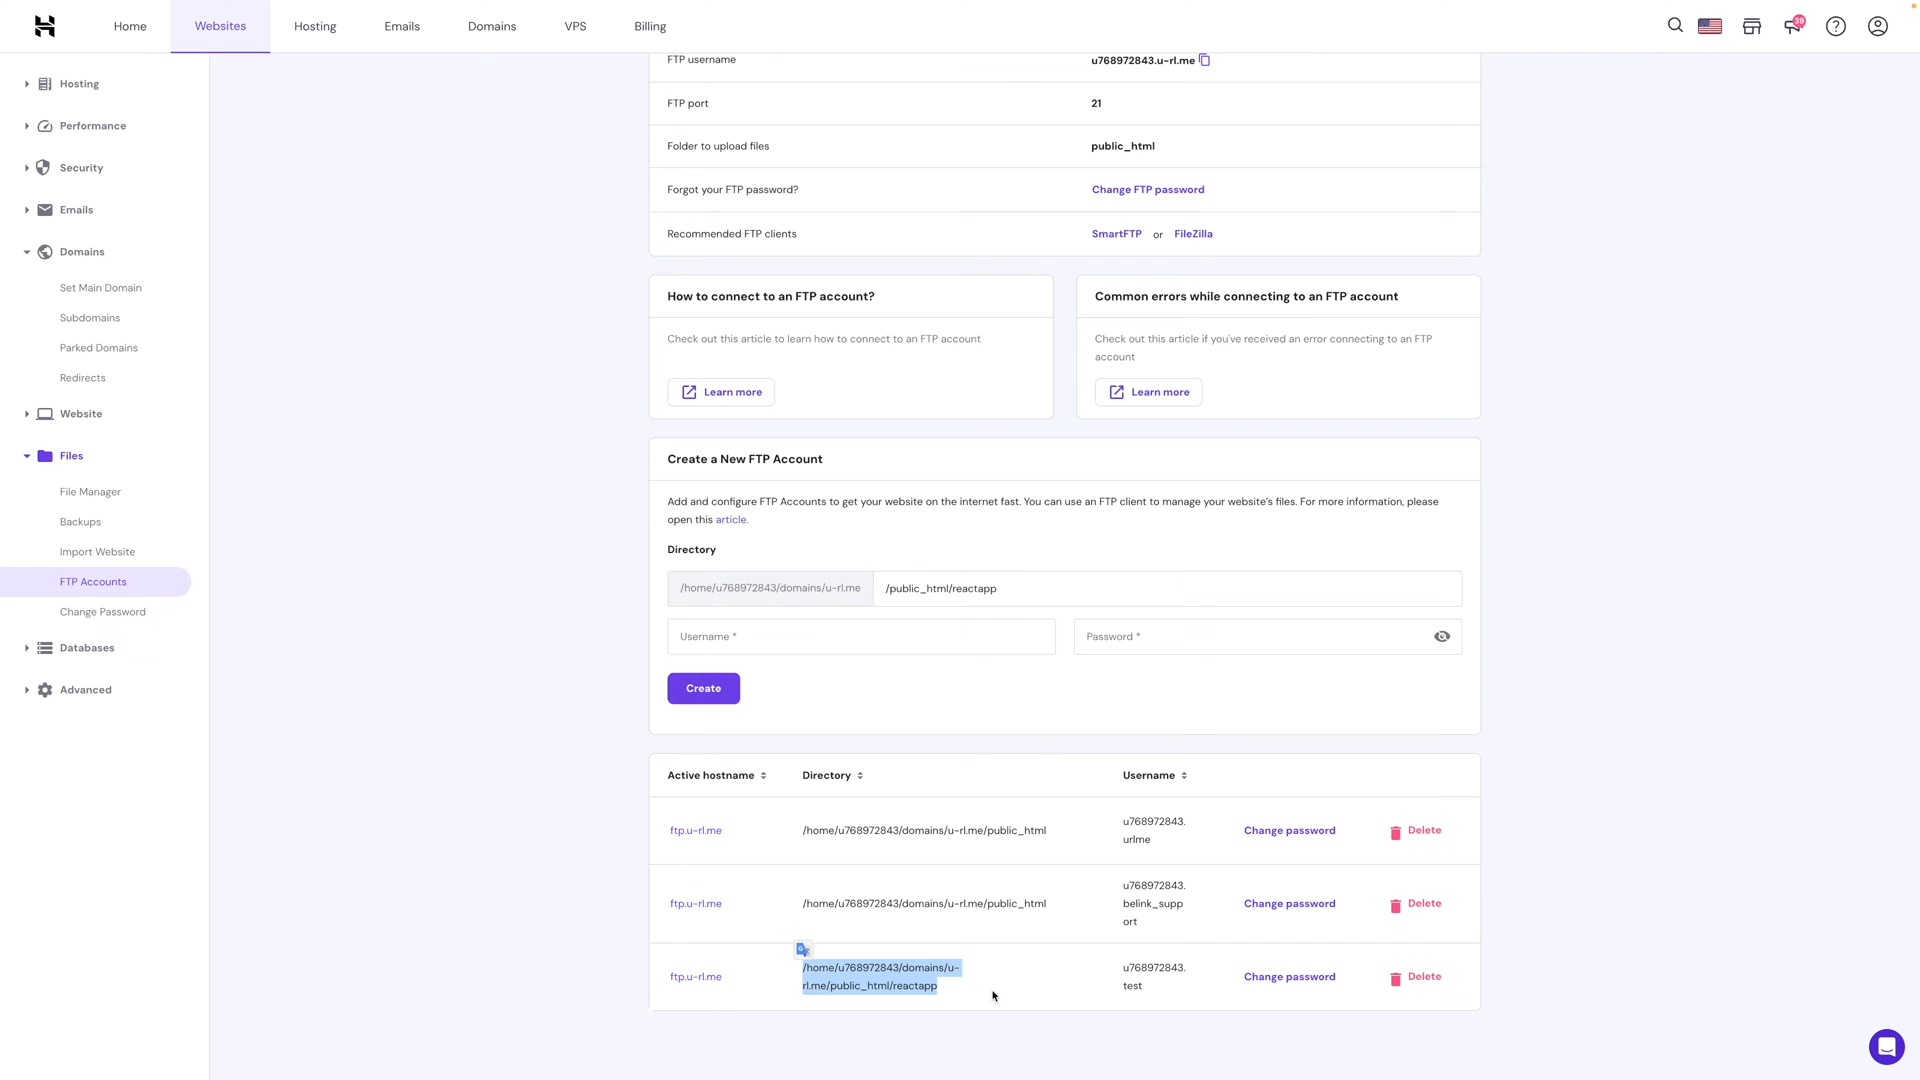 Home
Websites
Hosting
Emails
Domains
VPS
Billing
39
Hosting
Performance
Security
Emails
Domains
Set Main Domain
Subdomains
Parked Domains
Redirects
Website
Files
File Manager
Backups
Import Website
FTP Accounts
Change Password
Databases
Advanced
FTP username
u768972843.u-rl.me
FTP port
21
Folder to upload files
public_html
Forgot your FTP password?
Change FTP password
Recommended FTP clients
SmartFTP or FileZilla
How to connect to an FTP account?
Check out this article to learn how to connect to an FTP account
Learn more
Common errors while connecting to an FTP account
Check out this article if you've received an error connecting to an FTP
account
Learn more
Create a New FTP Account
Add and configure FTP Accounts to get your website on the internet fast. You can use an FTP client to manage your website's files. For more information, please
open this article.
Directory
/home/u768972843/domains/u-rl.me
/public_html/reactapp
Username *
Password *
Create
Active hostname
Directory
Username
ftp.u-rl.me
/home/u768972843/domains/u-rl.me/public_html
u768972843.
urlme
Change password
Delete
ftp.u-rl.me
/home/u768972843/domains/u-rl.me/public_html
u768972843.
belink_supp
ort
Change password
Delete
ftp.u-rl.me
/home/u768972843/domains/u-
rl.me/public_html/reactapp
u768972843.
test
Change password
Delete